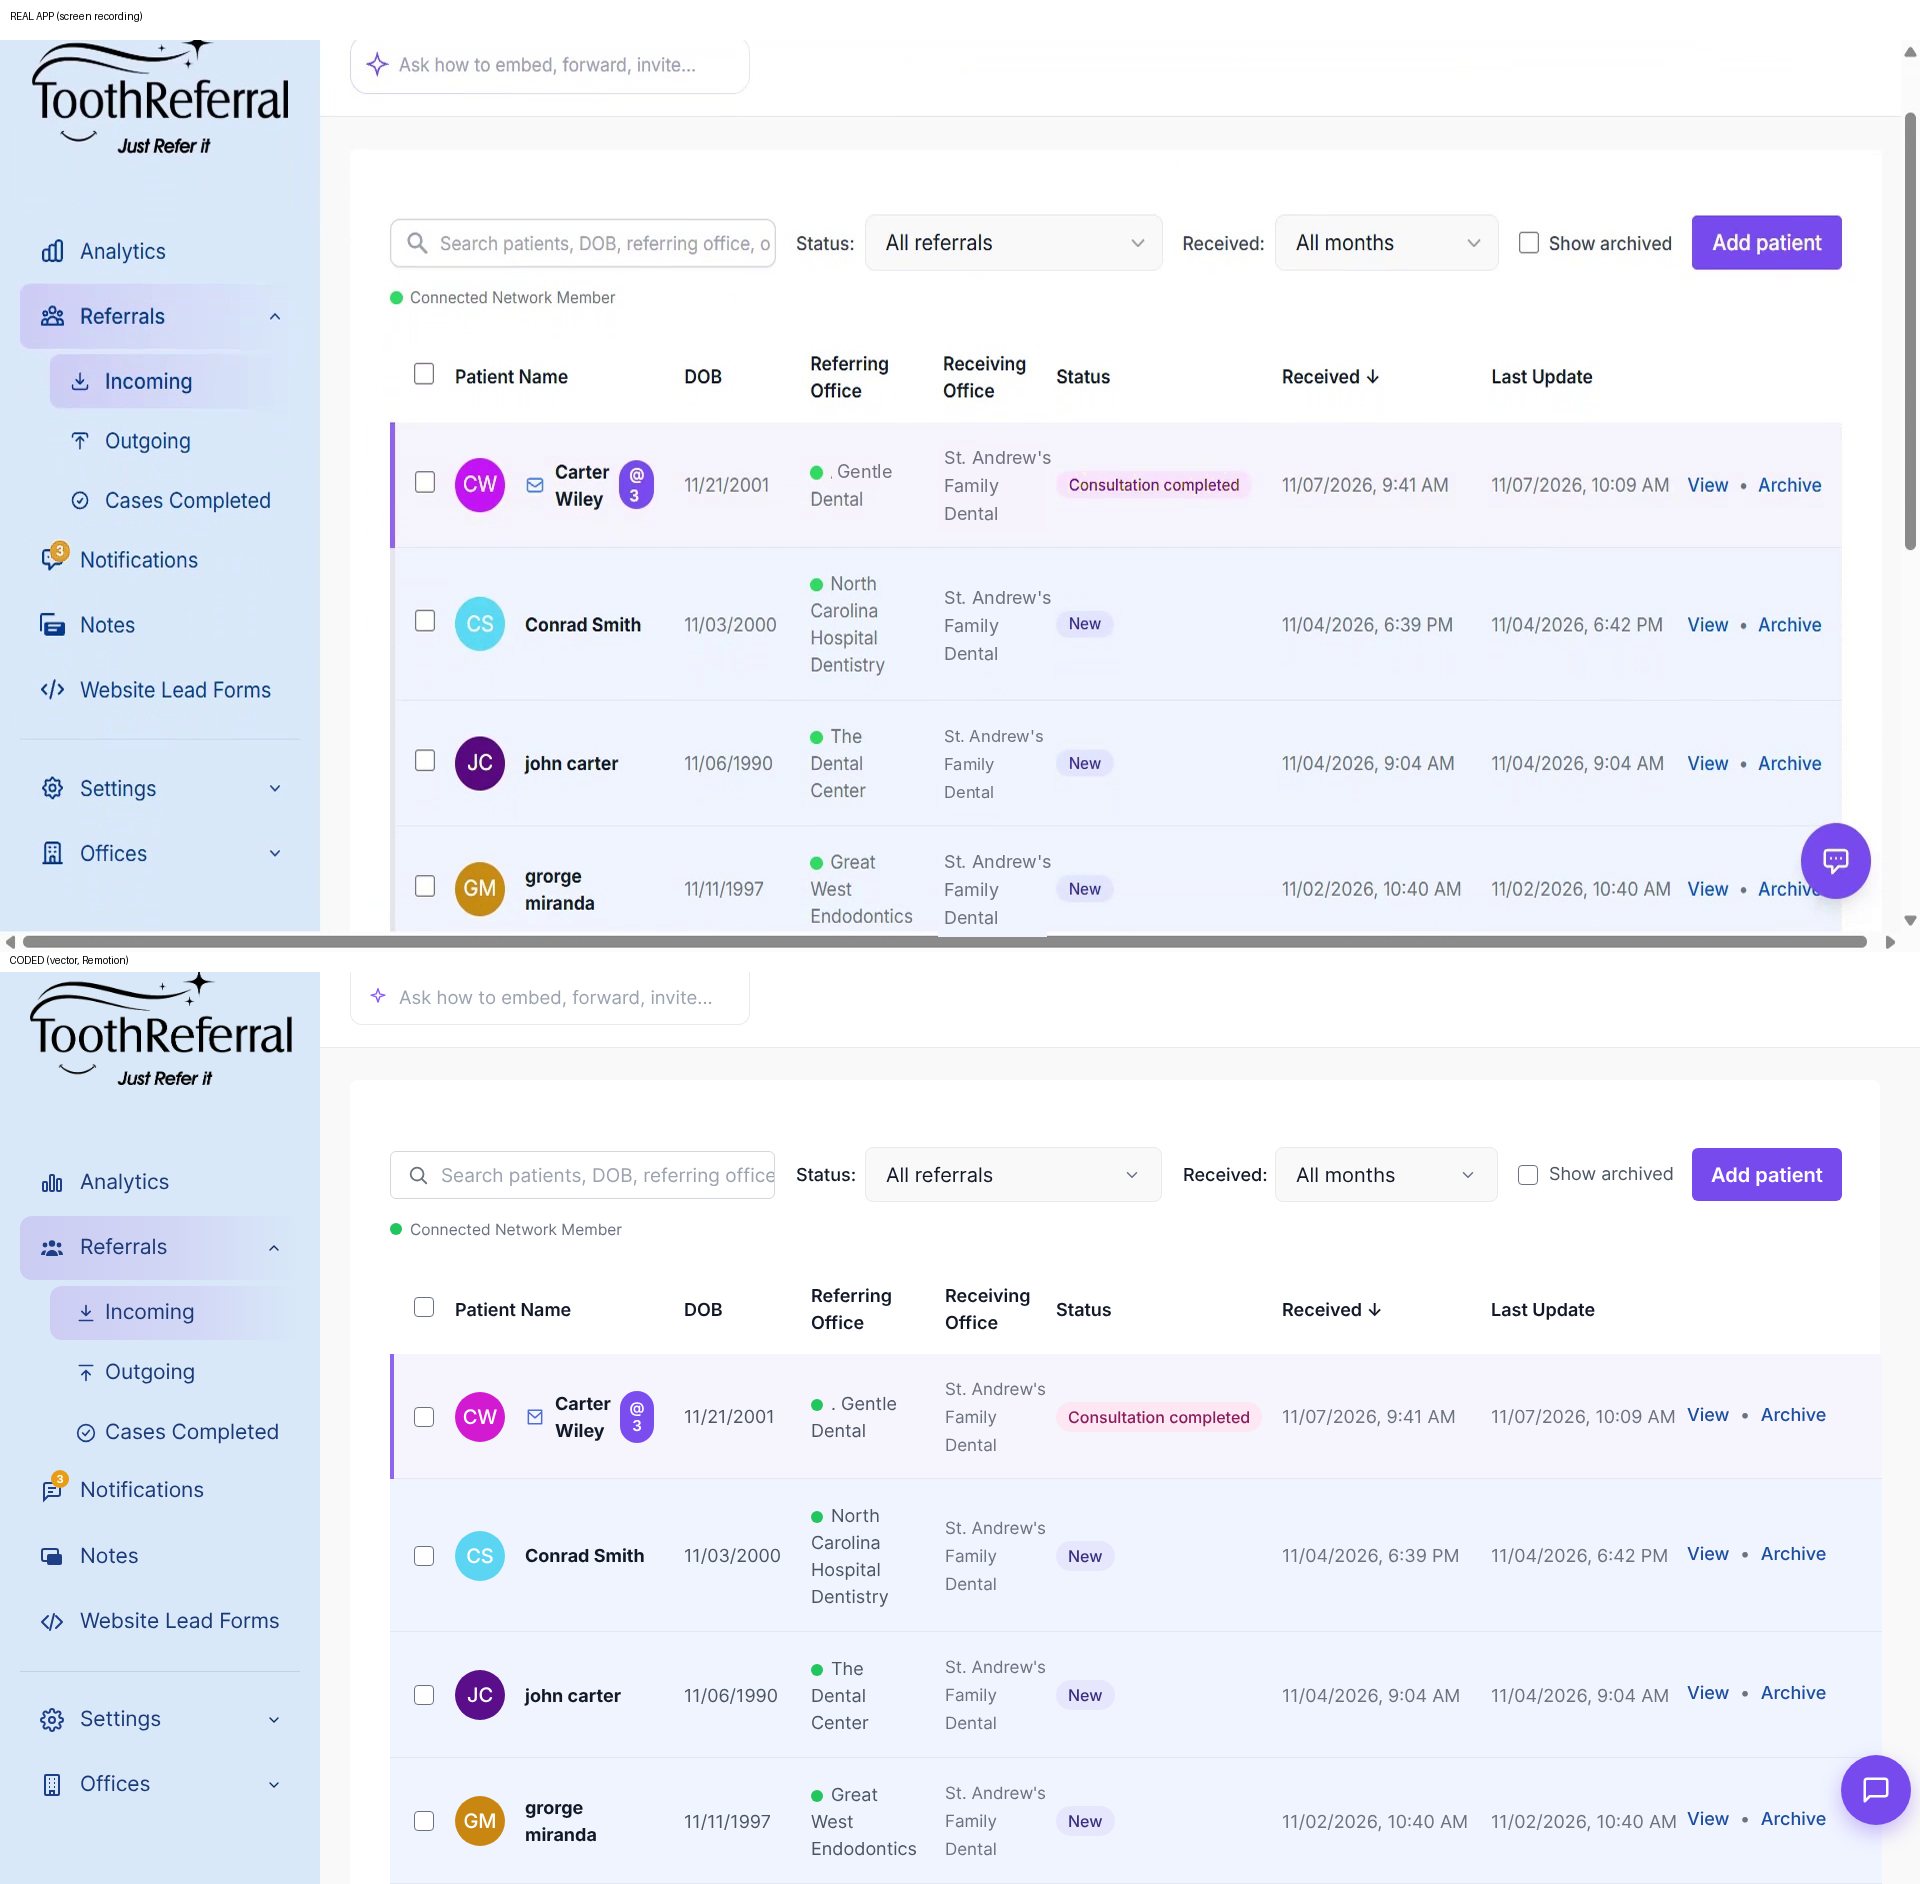 REAL APP (screen recording)
ToothReferral
Just Refer it
Ask how to embed, forward, invite...
Analytics
Referrals
Incoming
Outgoing
Cases Completed
3
Notifications
Notes
Website Lead Forms
Settings
Offices
Search patients, DOB, referring office, o
Status:
All referrals
Received:
All months
Show archived
Add patient
Connected Network Member
Patient Name
DOB
Referring
Office
Receiving
Office
Status
Received ↓
Last Update
CW
Carter
Wiley
@
3
11/21/2001
. Gentle
Dental
St. Andrew's
Family
Dental
Consultation completed
11/07/2026, 9:41 AM
11/07/2026, 10:09 AM
View • Archive
CS
Conrad Smith
11/03/2000
North
Carolina
Hospital
Dentistry
St. Andrew's
Family
Dental
New
11/04/2026, 6:39 PM
11/04/2026, 6:42 PM
View • Archive
JC
john carter
11/06/1990
The
Dental
Center
St. Andrew's
Family
Dental
New
11/04/2026, 9:04 AM
11/04/2026, 9:04 AM
View • Archive
GM
grorge
miranda
11/11/1997
Great
West
Endodontics
St. Andrew's
Family
Dental
New
11/02/2026, 10:40 AM
11/02/2026, 10:40 AM
View • Archive
CODED (vector, Remotion)
ToothReferral
Just Refer it
Ask how to embed, forward, invite...
Analytics
Referrals
Incoming
Outgoing
Cases Completed
3
Notifications
Notes
Website Lead Forms
Settings
Offices
Search patients, DOB, referring office
Status:
All referrals
Received:
All months
Show archived
Add patient
Connected Network Member
Patient Name
DOB
Referring
Office
Receiving
Office
Status
Received ↓
Last Update
CW
Carter
Wiley
@
3
11/21/2001
. Gentle
Dental
St. Andrew's
Family
Dental
Consultation completed
11/07/2026, 9:41 AM
11/07/2026, 10:09 AM
View • Archive
CS
Conrad Smith
11/03/2000
North
Carolina
Hospital
Dentistry
St. Andrew's
Family
Dental
New
11/04/2026, 6:39 PM
11/04/2026, 6:42 PM
View • Archive
JC
john carter
11/06/1990
The
Dental
Center
St. Andrew's
Family
Dental
New
11/04/2026, 9:04 AM
11/04/2026, 9:04 AM
View • Archive
GM
grorge
miranda
11/11/1997
Great
West
Endodontics
St. Andrew's
Family
Dental
New
11/02/2026, 10:40 AM
11/02/2026, 10:40 AM
View • Archive